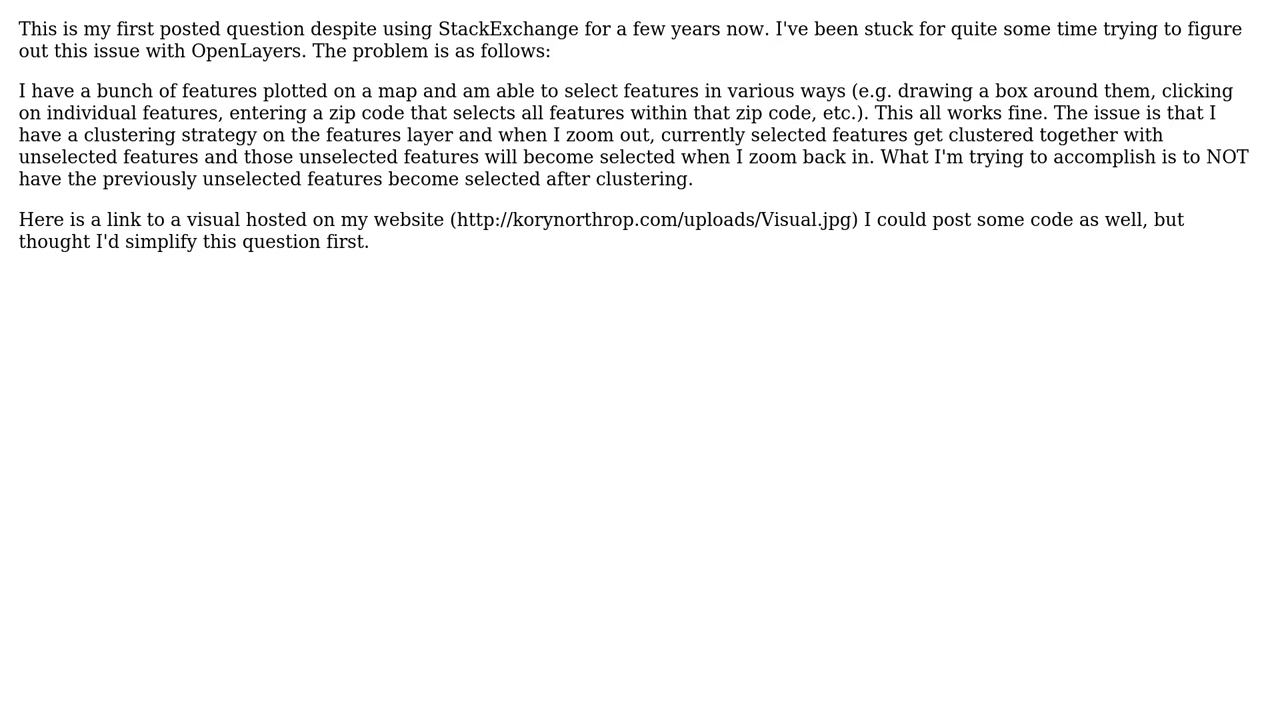 This is my first posted question despite using StackExchange for a few years now. I've been stuck for quite some time trying to figure
out this issue with OpenLayers. The problem is as follows:
I have a bunch of features plotted on a map and am able to select features in various ways (e.g. drawing a box around them, clicking
on individual features, entering a zip code that selects all features within that zip code, etc.). This all works fine. The issue is that I
have a clustering strategy on the features layer and when I zoom out, currently selected features get clustered together with
unselected features and those unselected features will become selected when I zoom back in. What I'm trying to accomplish is to NOT
have the previously unselected features become selected after clustering.
Here is a link to a visual hosted on my website (http://korynorthrop.com/uploads/Visual.jpg) I could post some code as well, but
thought I'd simplify this question first.